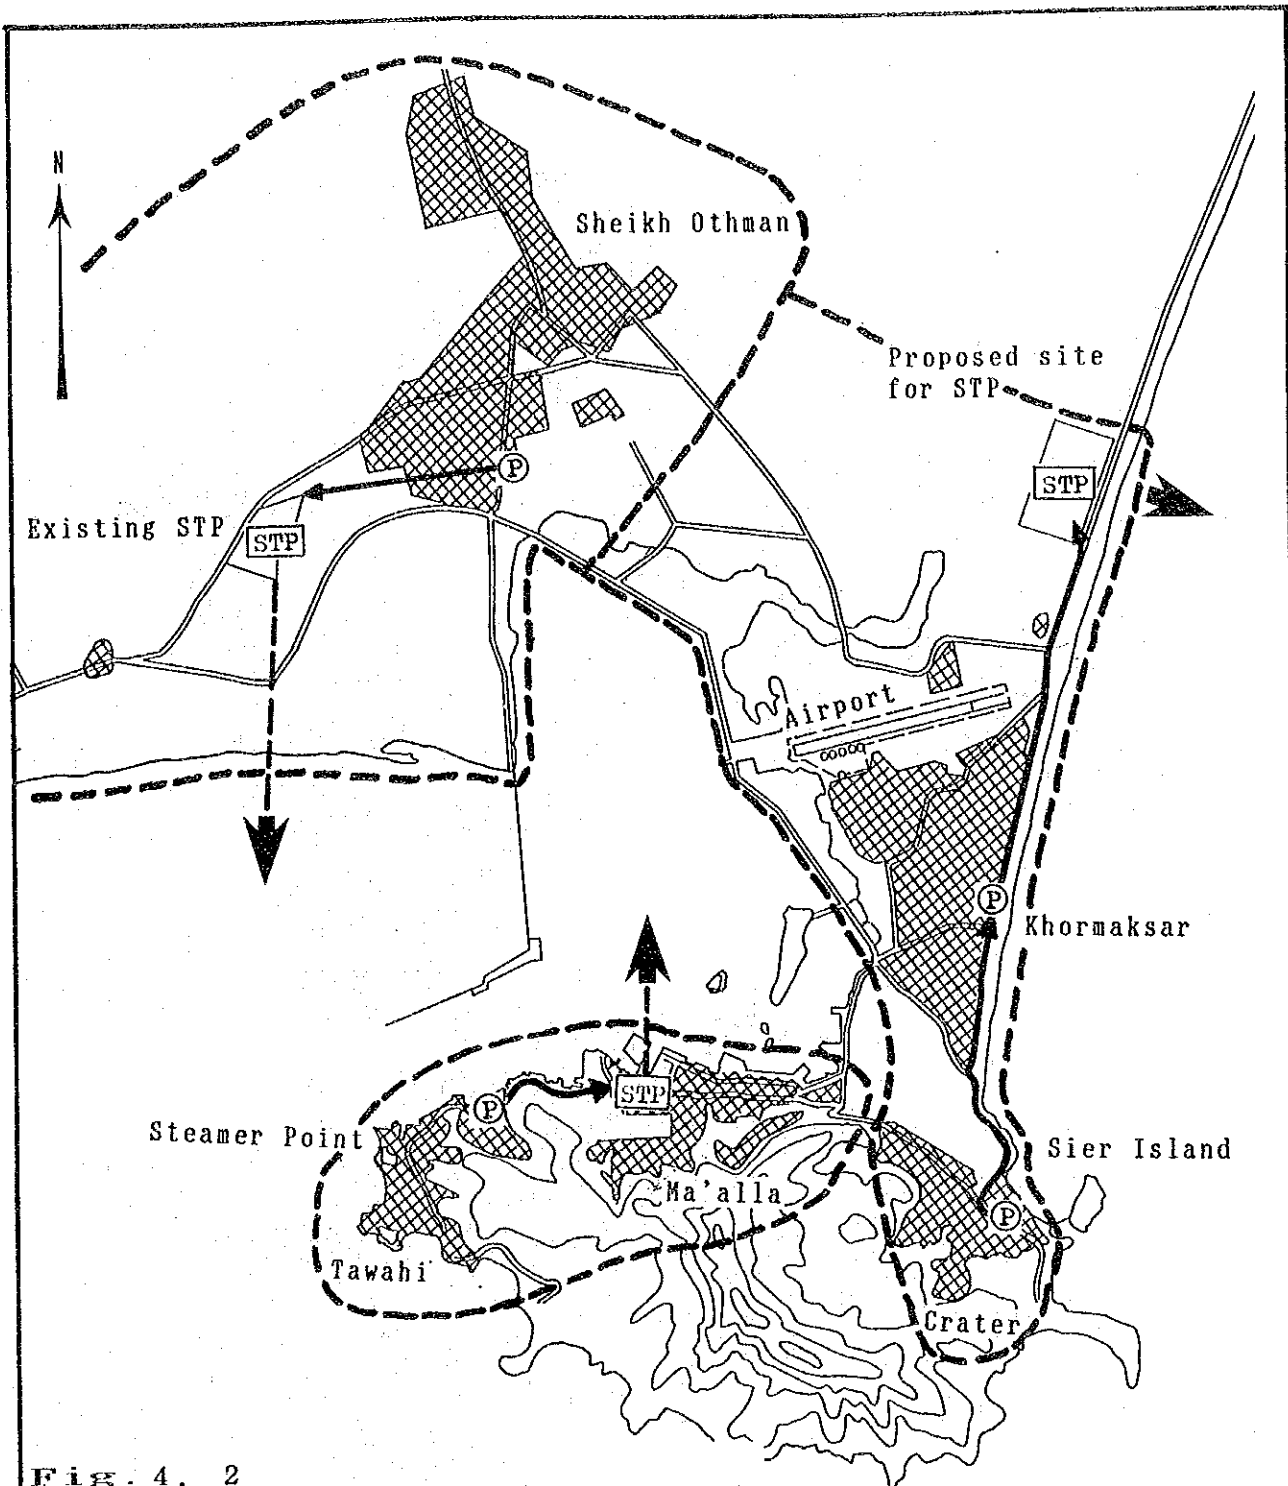 N
Sheikh Othman
Proposed site
for STP
P
STP
Existing STP
STP
Airport
P
Khormaksar
STP
P
Steamer Point
Sier Island
Ma'alla
P
Tawahi
Crater
Fig. 4. 2